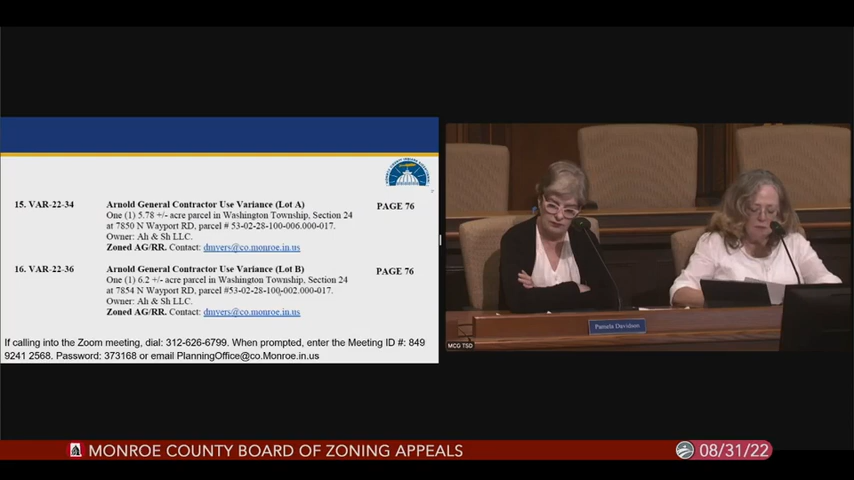 15. VAR-22-34 Arnold General Contractor Use Variance (Lot A) PAGE 76
One (1) 5.78 +/- acre parcel in Washington Township, Section 24
at 7850 N Wayport RD, parcel # 53-02-28-100-006.000-017.
Owner: Ah & Sh LLC.
Zoned AG/RR. Contact: dmyers@co.monroe.in.us
16. VAR-22-36 Arnold General Contractor Use Variance (Lot B) PAGE 76
One (1) 6.2 +/- acre parcel in Washington Township, Section 24
at 7854 N Wayport RD, parcel #53-02-28-100-002.000-017.
Owner: Ah & Sh LLC.
Zoned AG/RR. Contact: dmyers@co.monroe.in.us
If calling into the Zoom meeting, dial: 312-626-6799. When prompted, enter the Meeting ID #: 849
9241 2568. Password: 373168 or email PlanningOffice@co.Monroe.in.us
Pamela Davidson
MCG TSD
MONROE COUNTY BOARD OF ZONING APPEALS
08/31/22